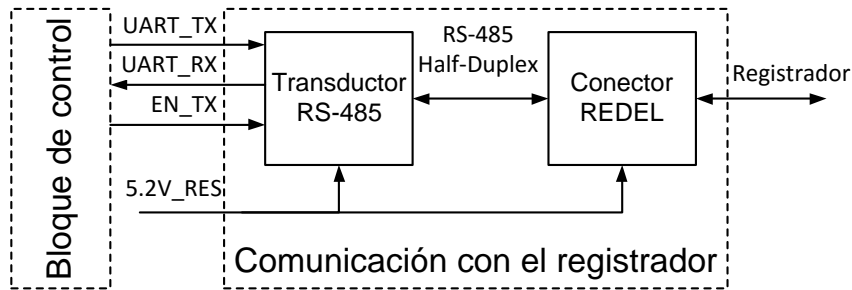 Bloque de control
UART_TX
UART_RX
EN_TX
5.2V_RES
Transductor
RS-485
RS-485
Half-Duplex
Conector
REDEL
Registrador
Comunicación con el registrador